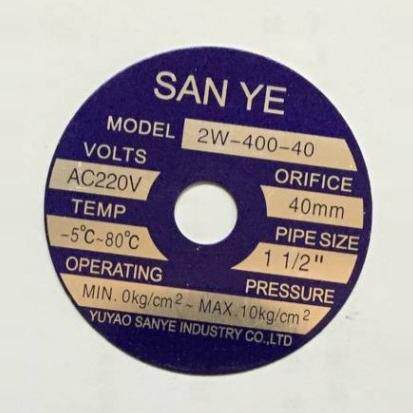 SAN YE
MODEL 2W-400-40
VOLTS
AC220V
ORIFICE
40mm
TEMP
-5℃~80℃
PIPE SIZE
1 1/2"
OPERATING PRESSURE
MIN. 0kg/cm² ~ MAX.10kg/cm²
YUYAO SANYE INDUSTRY CO.,LTD